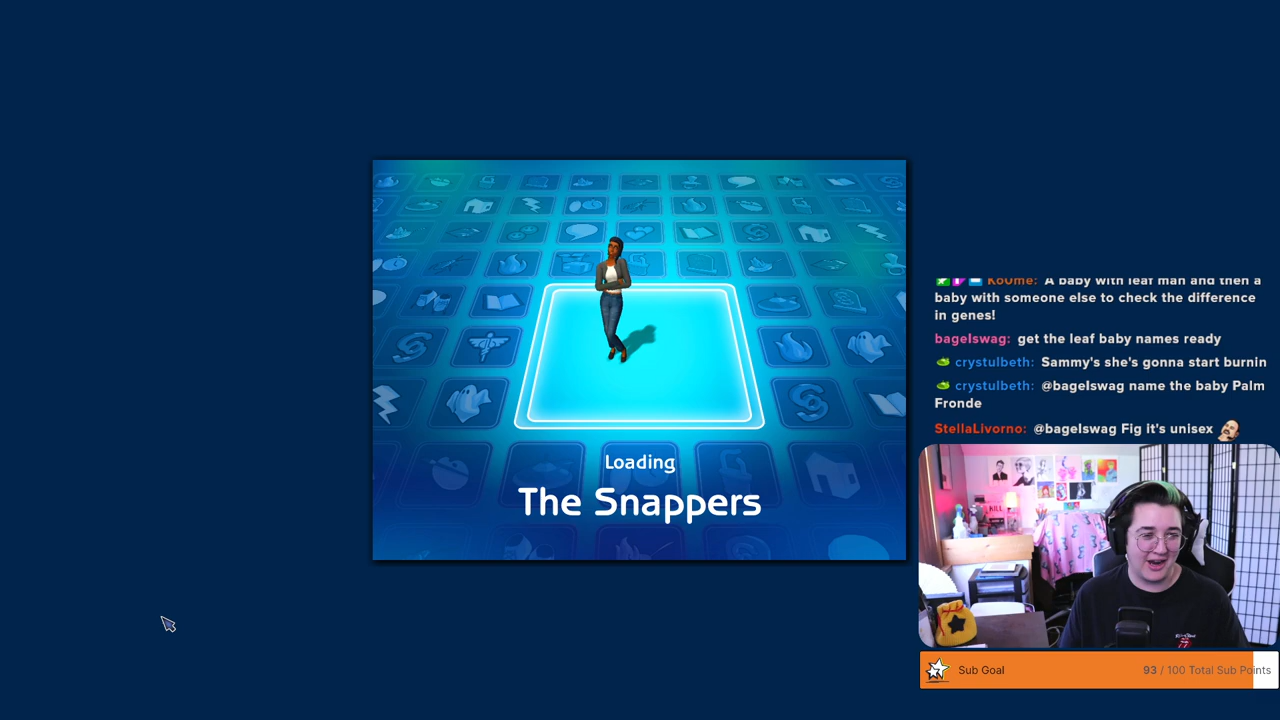 KoUme: A baby with leaf man and then a
baby with someone else to check the difference
in genes!
bagelswag: get the leaf baby names ready
crystulbeth: Sammy's she's gonna start burnin
crystulbeth: @bagelswag name the baby Palm
Fronde
StellaLivorno: @bagelswag Fig it's unisex
Loading
The Snappers
KILL
Sub Goal
93 / 100 Total Sub Points